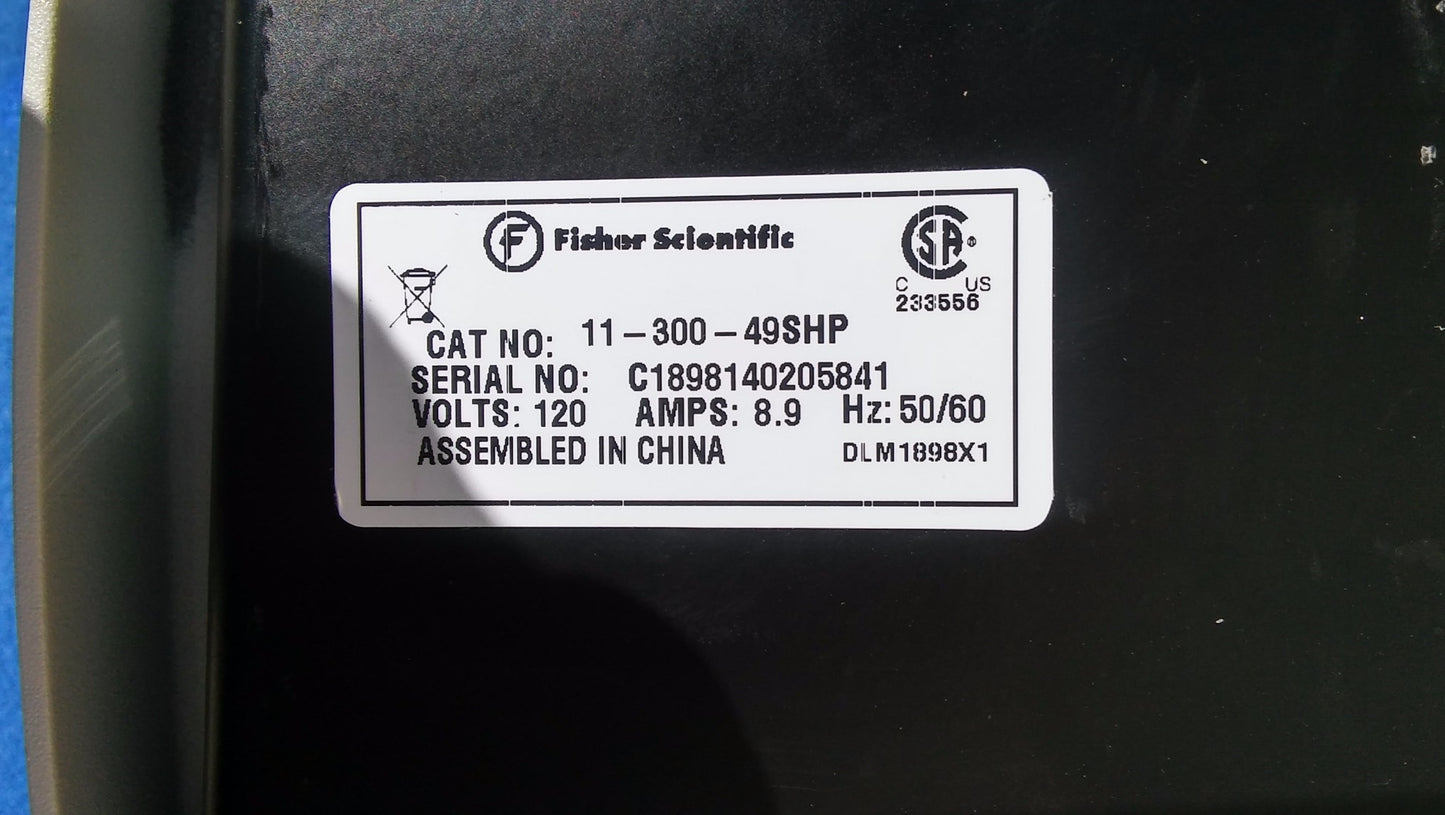 F Fisher Scientific
CSA ®
C US
233556
CAT NO: 11-300-49SHP
SERIAL NO: C1898140205841
VOLTS: 120 AMPS: 8.9 Hz: 50/60
ASSEMBLED IN CHINA DLM1898X1